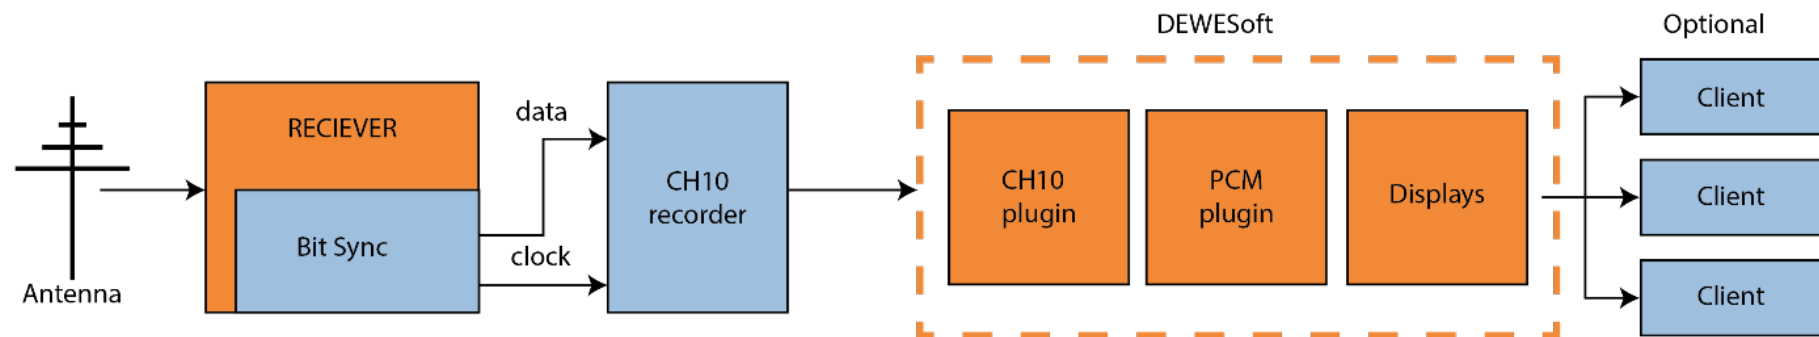 DEWESoft
Optional
Antenna
RECIEVER
Bit Sync
data
clock
CH10
recorder
CH10
plugin
PCM
plugin
Displays
Client
Client
Client